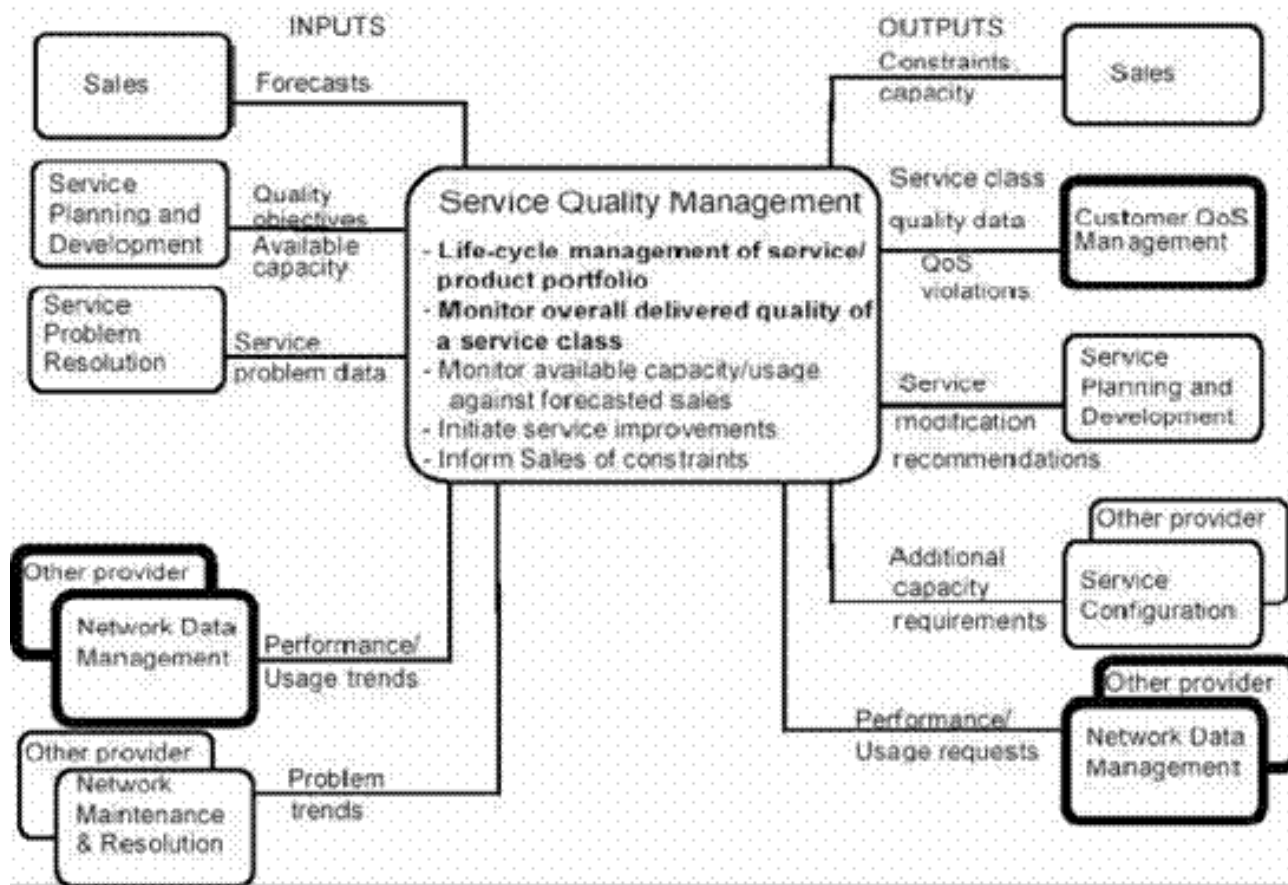 INPUTS
OUTPUTS
Sales
Forecasts
Constraints,
capacity
Sales
Service
Planning and
Development
Quality
objectives
Available
capacity
Service
Problem
Resolution
Service
problem data
Service Quality Management
- Life-cycle management of service/
product portfolio
- Monitor overall delivered quality of
a service class
- Monitor available capacity/usage
against forecasted sales
- Initiate service improvements
- Inform Sales of constraints
Service class
quality data
QoS
violations
Customer QoS
Management
Service
modification
recommendations
Service
Planning and
Development
Other provider
Network Data
Management
Performance/
Usage trends
Other provider
Network
Maintenance
& Resolution
Problem
trends
Additional
capacity
requirements
Other provider
Service
Configuration
Performance/
Usage requests
Other provider
Network Data
Management